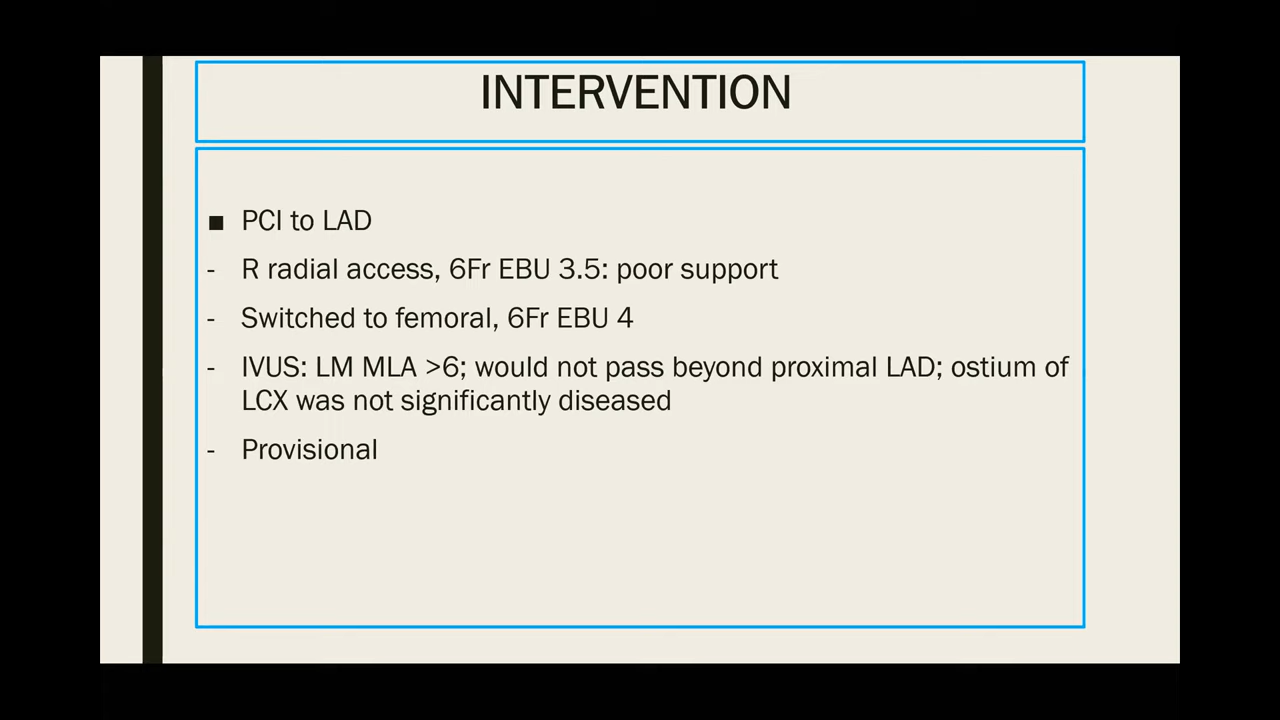 INTERVENTION
■ PCI to LAD
- R radial access, 6Fr EBU 3.5: poor support
- Switched to femoral, 6Fr EBU 4
- IVUS: LM MLA >6; would not pass beyond proximal LAD; ostium of
LCX was not significantly diseased
- Provisional